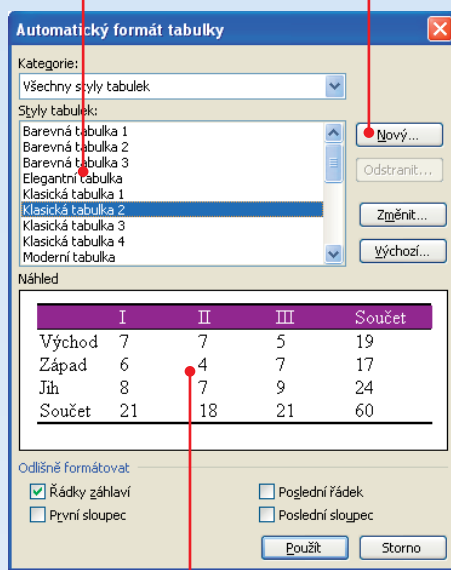 Automatický formát tabulky
Kategorie:
Všechny styly tabulek
Styly tabulek:
Barevná tabulka 1
Barevná tabulka 2
Barevná tabulka 3
Elegantní tabulka
Klasická tabulka 1
Klasická tabulka 2
Klasická tabulka 3
Klasická tabulka 4
Moderní tabulka
Nový...
Odstranit...
Změnit...
Výchozí...
Náhled
I II III Součet
Východ 7 7 5 19
Západ 6 4 7 17
Jih 8 7 9 24
Součet 21 18 21 60
Odlišně formátovat
Řádky záhlaví Poslední řádek
První sloupec Poslední sloupec
Použít Storno